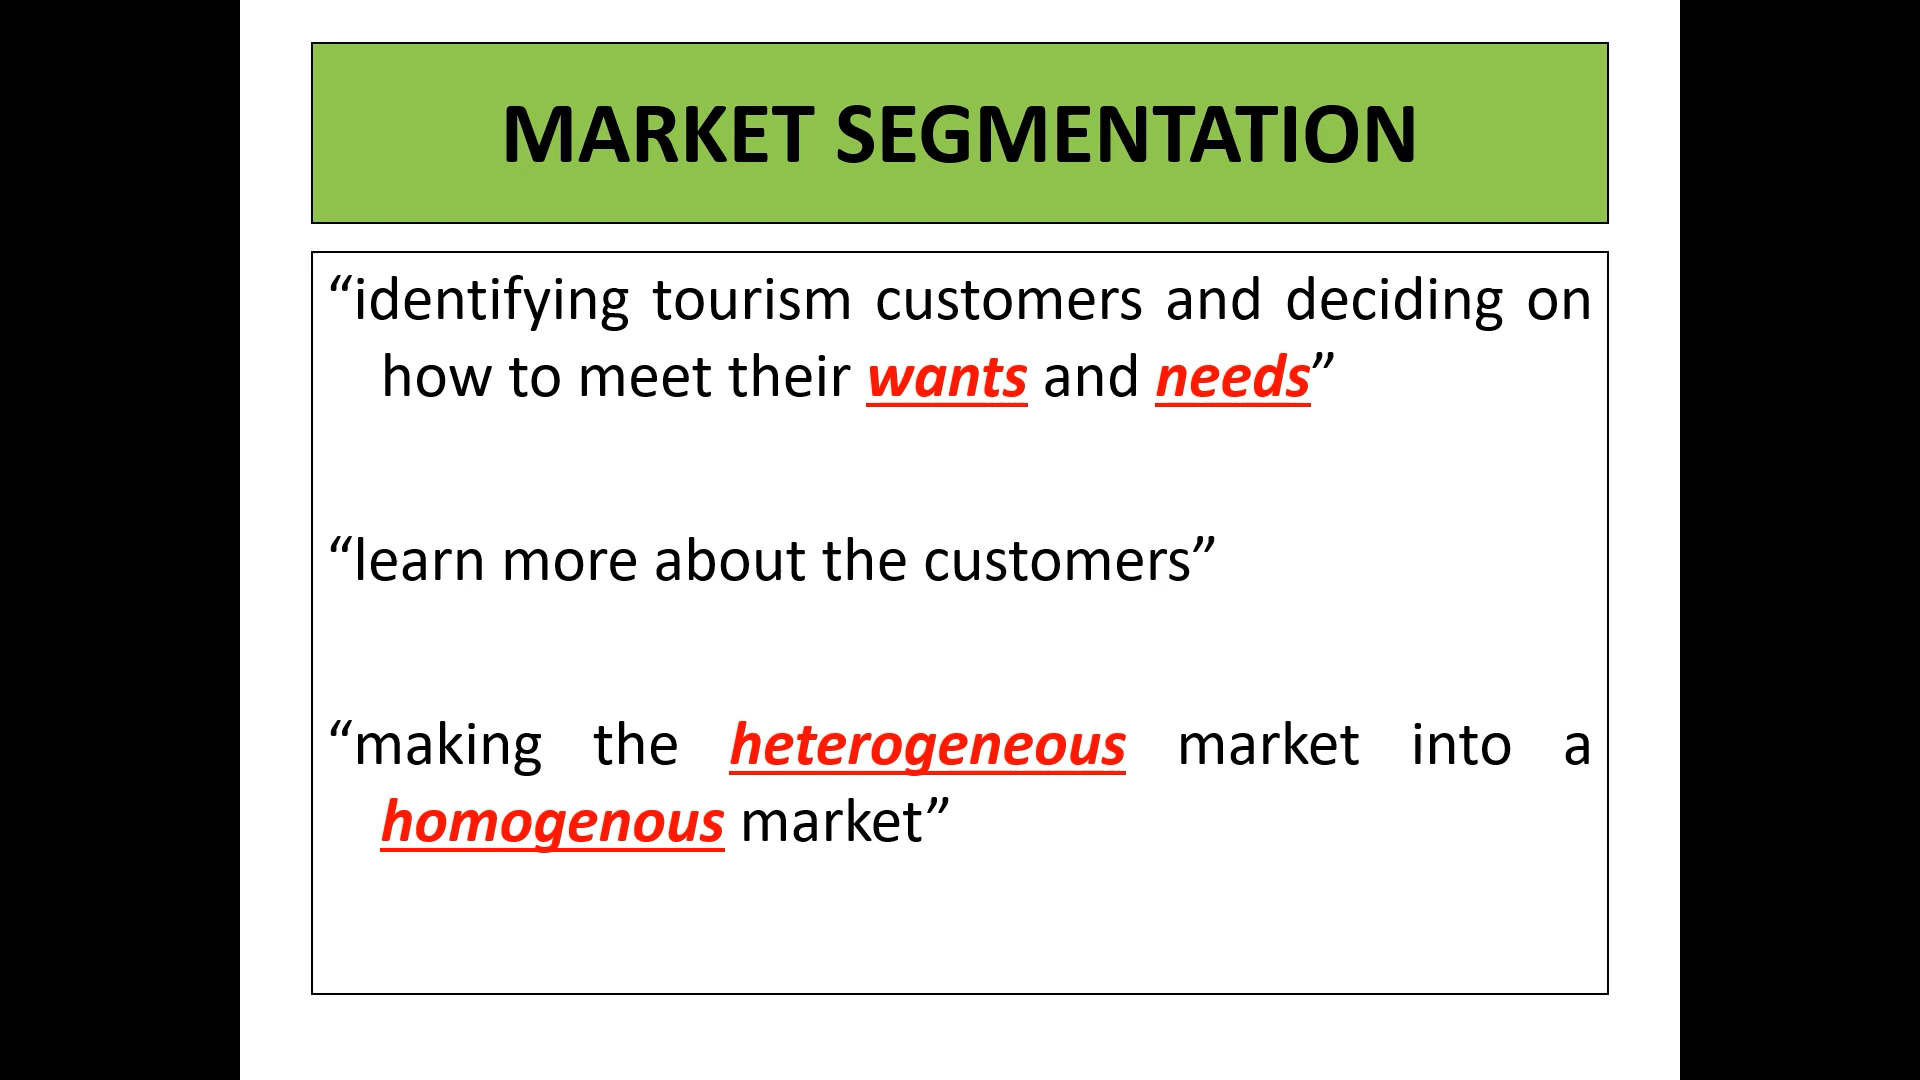 MARKET SEGMENTATION
“identifying tourism customers and deciding on
how to meet their wants and needs”
“learn more about the customers”
“making the heterogeneous market into a
homogenous market”